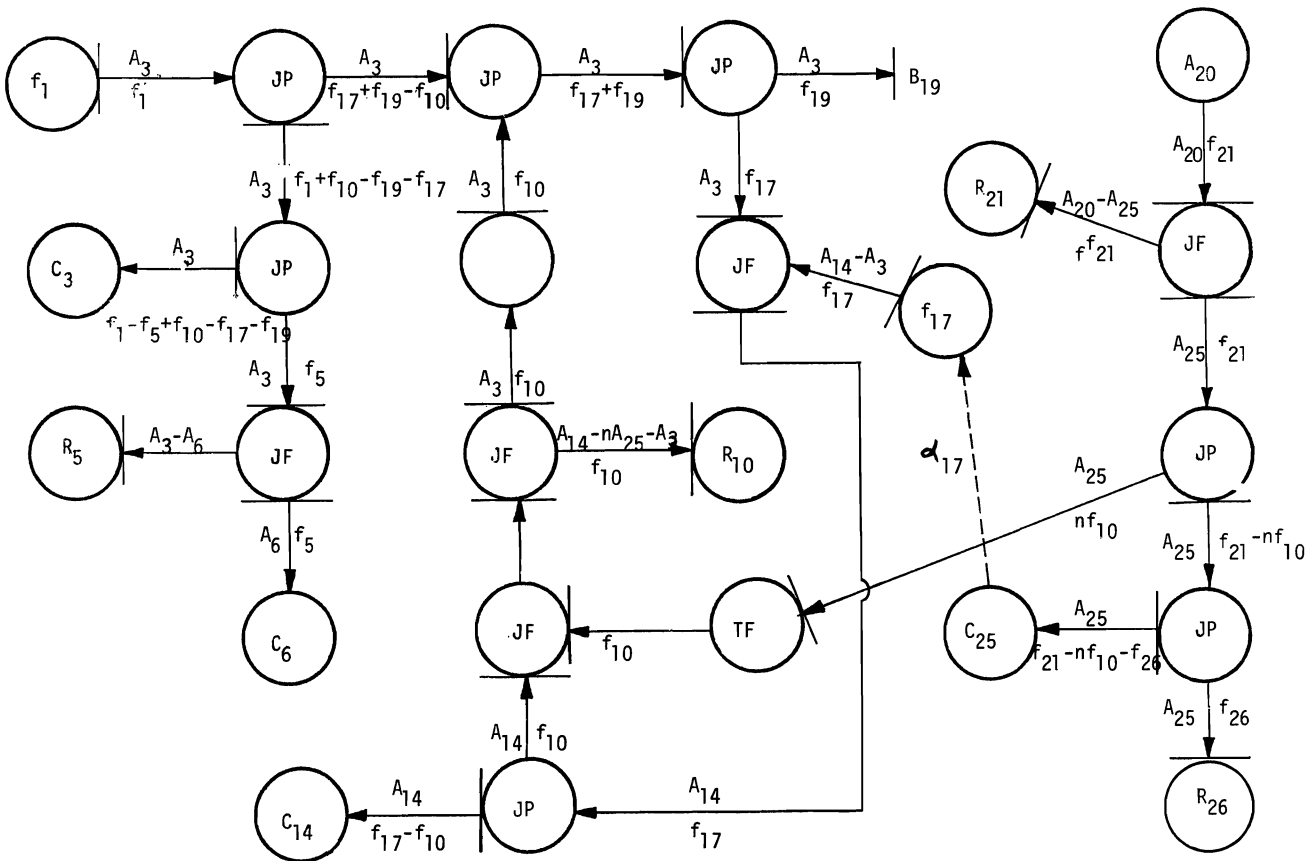 f₁
A₃
f₁
JP
A₃
f₁₇+f₁₉-f₁₀
JP
A₃
f₁₇+f₁₉
JP
A₃
f₁₉
B₁₉
A₂₀
A₂₀ f₂₁
R₂₁
A₂₀-A₂₅
f f₂₁
JF
A₃ f₁+f₁₀-f₁₉-f₁₇
A₃ f₁₀
A₃ f₁₇
C₃
A₃
JP
f₁-f₅+f₁₀-f₁₇-f₁₉
JF
A₁₄-A₃
f₁₇
f₁₇
A₂₅ f₂₁
A₃ f₅
A₃ f₁₀
R₅
A₃-A₆
JF
JF
A₁₄-nA₂₅-A₃
f₁₀
R₁₀
α₁₇
JP
A₂₅
nf₁₀
A₆ f₅
A₂₅ f₂₁-nf₁₀
C₆
JF
f₁₀
TF
C₂₅
A₂₅
f₂₁-nf₁₀-f₂₆
JP
A₁₄ f₁₀
A₂₅ f₂₆
C₁₄
A₁₄
f₁₇-f₁₀
JP
A₁₄
f₁₇
R₂₆